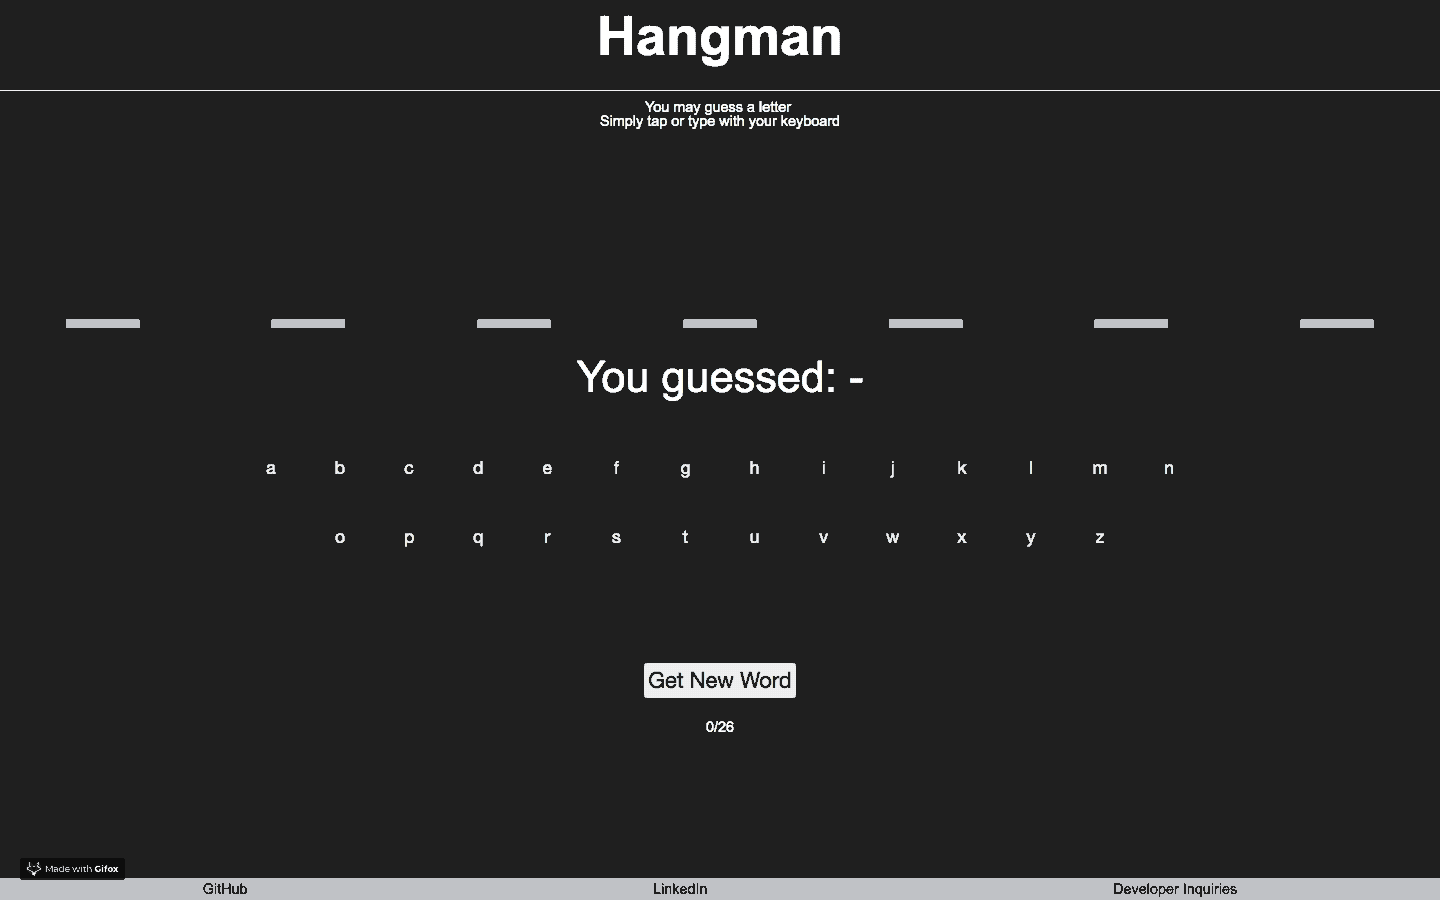 Hangman
You may guess a letter
Simply tap or type with your keyboard
You guessed: -
a b c d e f g h i j k l m n
o p q r s t u v w x y z
Get New Word
0/26
Made with Gifox
GitHub LinkedIn Developer Inquiries